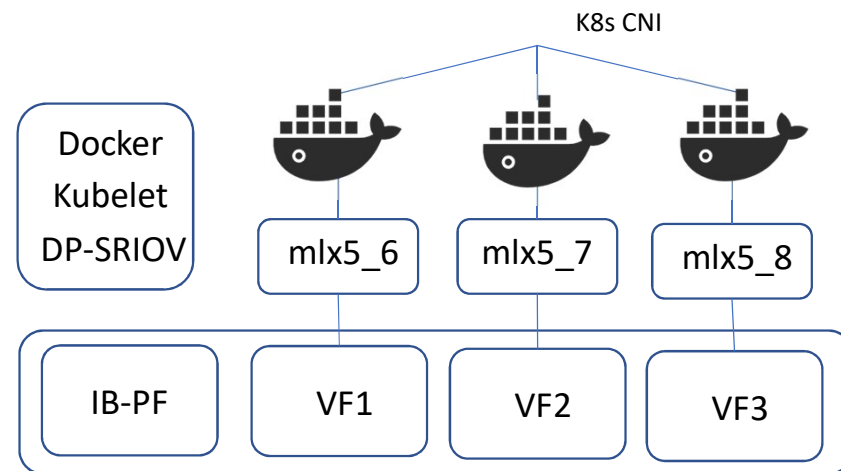 K8s CNI
Docker
Kubelet
DP-SRIOV
mlx5_6
mlx5_7
mlx5_8
IB-PF
VF1
VF2
VF3